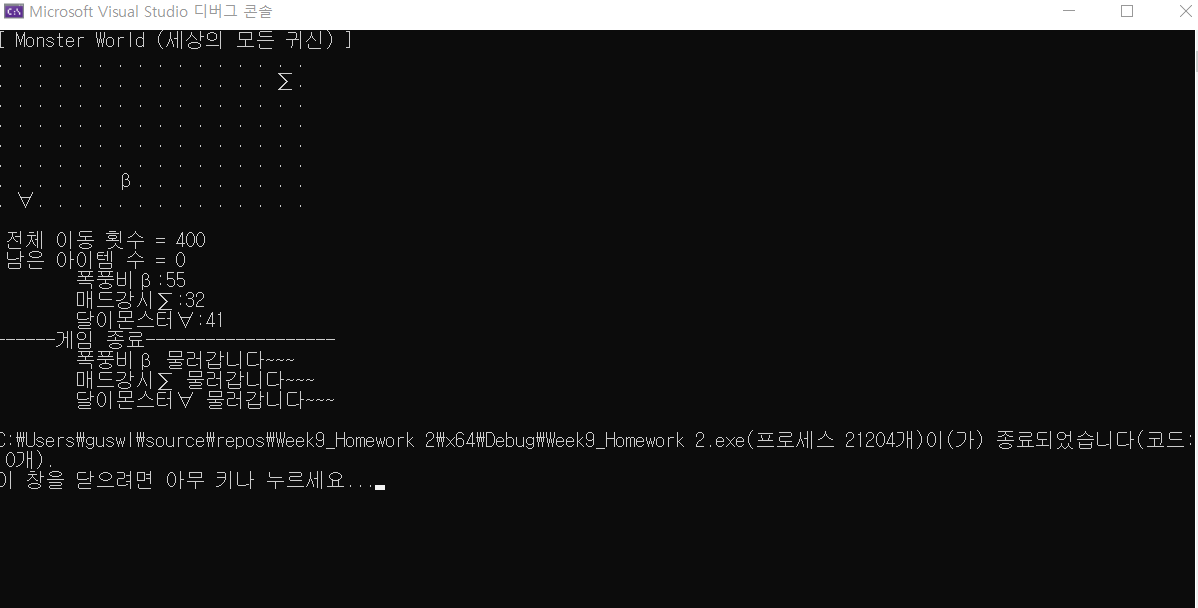 Microsoft Visual Studio 디버그 콘솔
[ Monster World (세상의 모든 귀신) ]
. . . . . . . . . . . . . . . .
. . . . . . . . . . . . . . ∑.
. . . . . . . . . . . . . . . .
. . . . . . . . . . . . . . . .
. . . . . . . . . . . . . . . .
. . . . . . . . . . . . . . . .
. . . . . . β. . . . . . . . .
. ∀. . . . . . . . . . . . . .
전체 이동 횟수 = 400
남은 아이템 수 = 0
폭풍비β:55
매드강시∑:32
달이몬스터∀:41
------게임 종료-------------------
폭풍비β 물러갑니다~~~
매드강시∑ 물러갑니다~~~
달이몬스터∀ 물러갑니다~~~
C:\Users\guswl\source\repos\Week9_Homework 2\x64\Debug\Week9_Homework 2.exe(프로세스 21204개)이(가) 종료되었습니다(코드:
0개).
이 창을 닫으려면 아무 키나 누르세요...